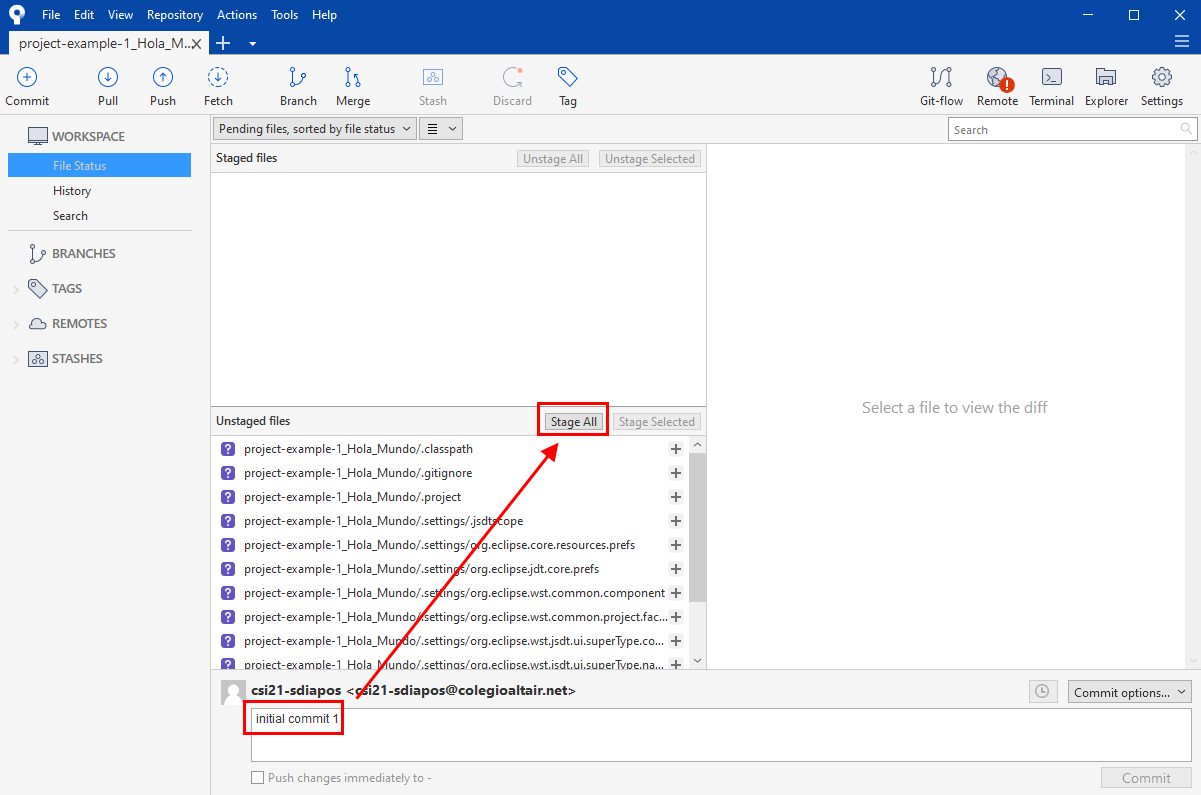 File Edit View Repository Actions Tools Help
project-example-1_Hola_M...
Commit Pull Push Fetch Branch Merge Stash Discard Tag Git-flow Remote Terminal Explorer Settings
WORKSPACE
File Status
History
Search
BRANCHES
TAGS
REMOTES
STASHES
Pending files, sorted by file status
Search
Staged files Unstage All Unstage Selected
Unstaged files Stage All Stage Selected
project-example-1_Hola_Mundo/.classpath
project-example-1_Hola_Mundo/.gitignore
project-example-1_Hola_Mundo/.project
project-example-1_Hola_Mundo/.settings/.jsdtscope
project-example-1_Hola_Mundo/.settings/org.eclipse.core.resources.prefs
project-example-1_Hola_Mundo/.settings/org.eclipse.jdt.core.prefs
project-example-1_Hola_Mundo/.settings/org.eclipse.wst.common.component
project-example-1_Hola_Mundo/.settings/org.eclipse.wst.common.project.fac...
project-example-1_Hola_Mundo/.settings/org.eclipse.wst.jsdt.ui.superType.co...
project-example-1_Hola_Mundo/.settings/org.eclipse.wst.jsdt.ui.superType.na...
Select a file to view the diff
csi21-sdiapos <csi21-sdiapos@colegioaltair.net>
Commit options...
initial commit 1
Push changes immediately to -
Commit